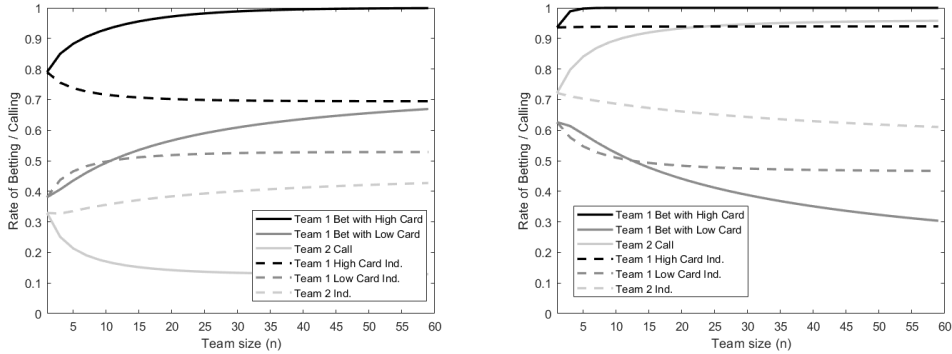 Rate of Betting / Calling
1
0.9
0.8
0.7
0.6
0.5
0.4
0.3
0.2
0.1
0
5 10 15 20 25 30 35 40 45 50 55 60
Team size (n)
Team 1 Bet with High Card
Team 1 Bet with Low Card
Team 2 Call
Team 1 High Card Ind.
Team 1 Low Card Ind.
Team 2 Ind.
Rate of Betting / Calling
1
0.9
0.8
0.7
0.6
0.5
0.4
0.3
0.2
0.1
0
5 10 15 20 25 30 35 40 45 50 55 60
Team size (n)
Team 1 Bet with High Card
Team 1 Bet with Low Card
Team 2 Call
Team 1 High Card Ind.
Team 1 Low Card Ind.
Team 2 Ind.